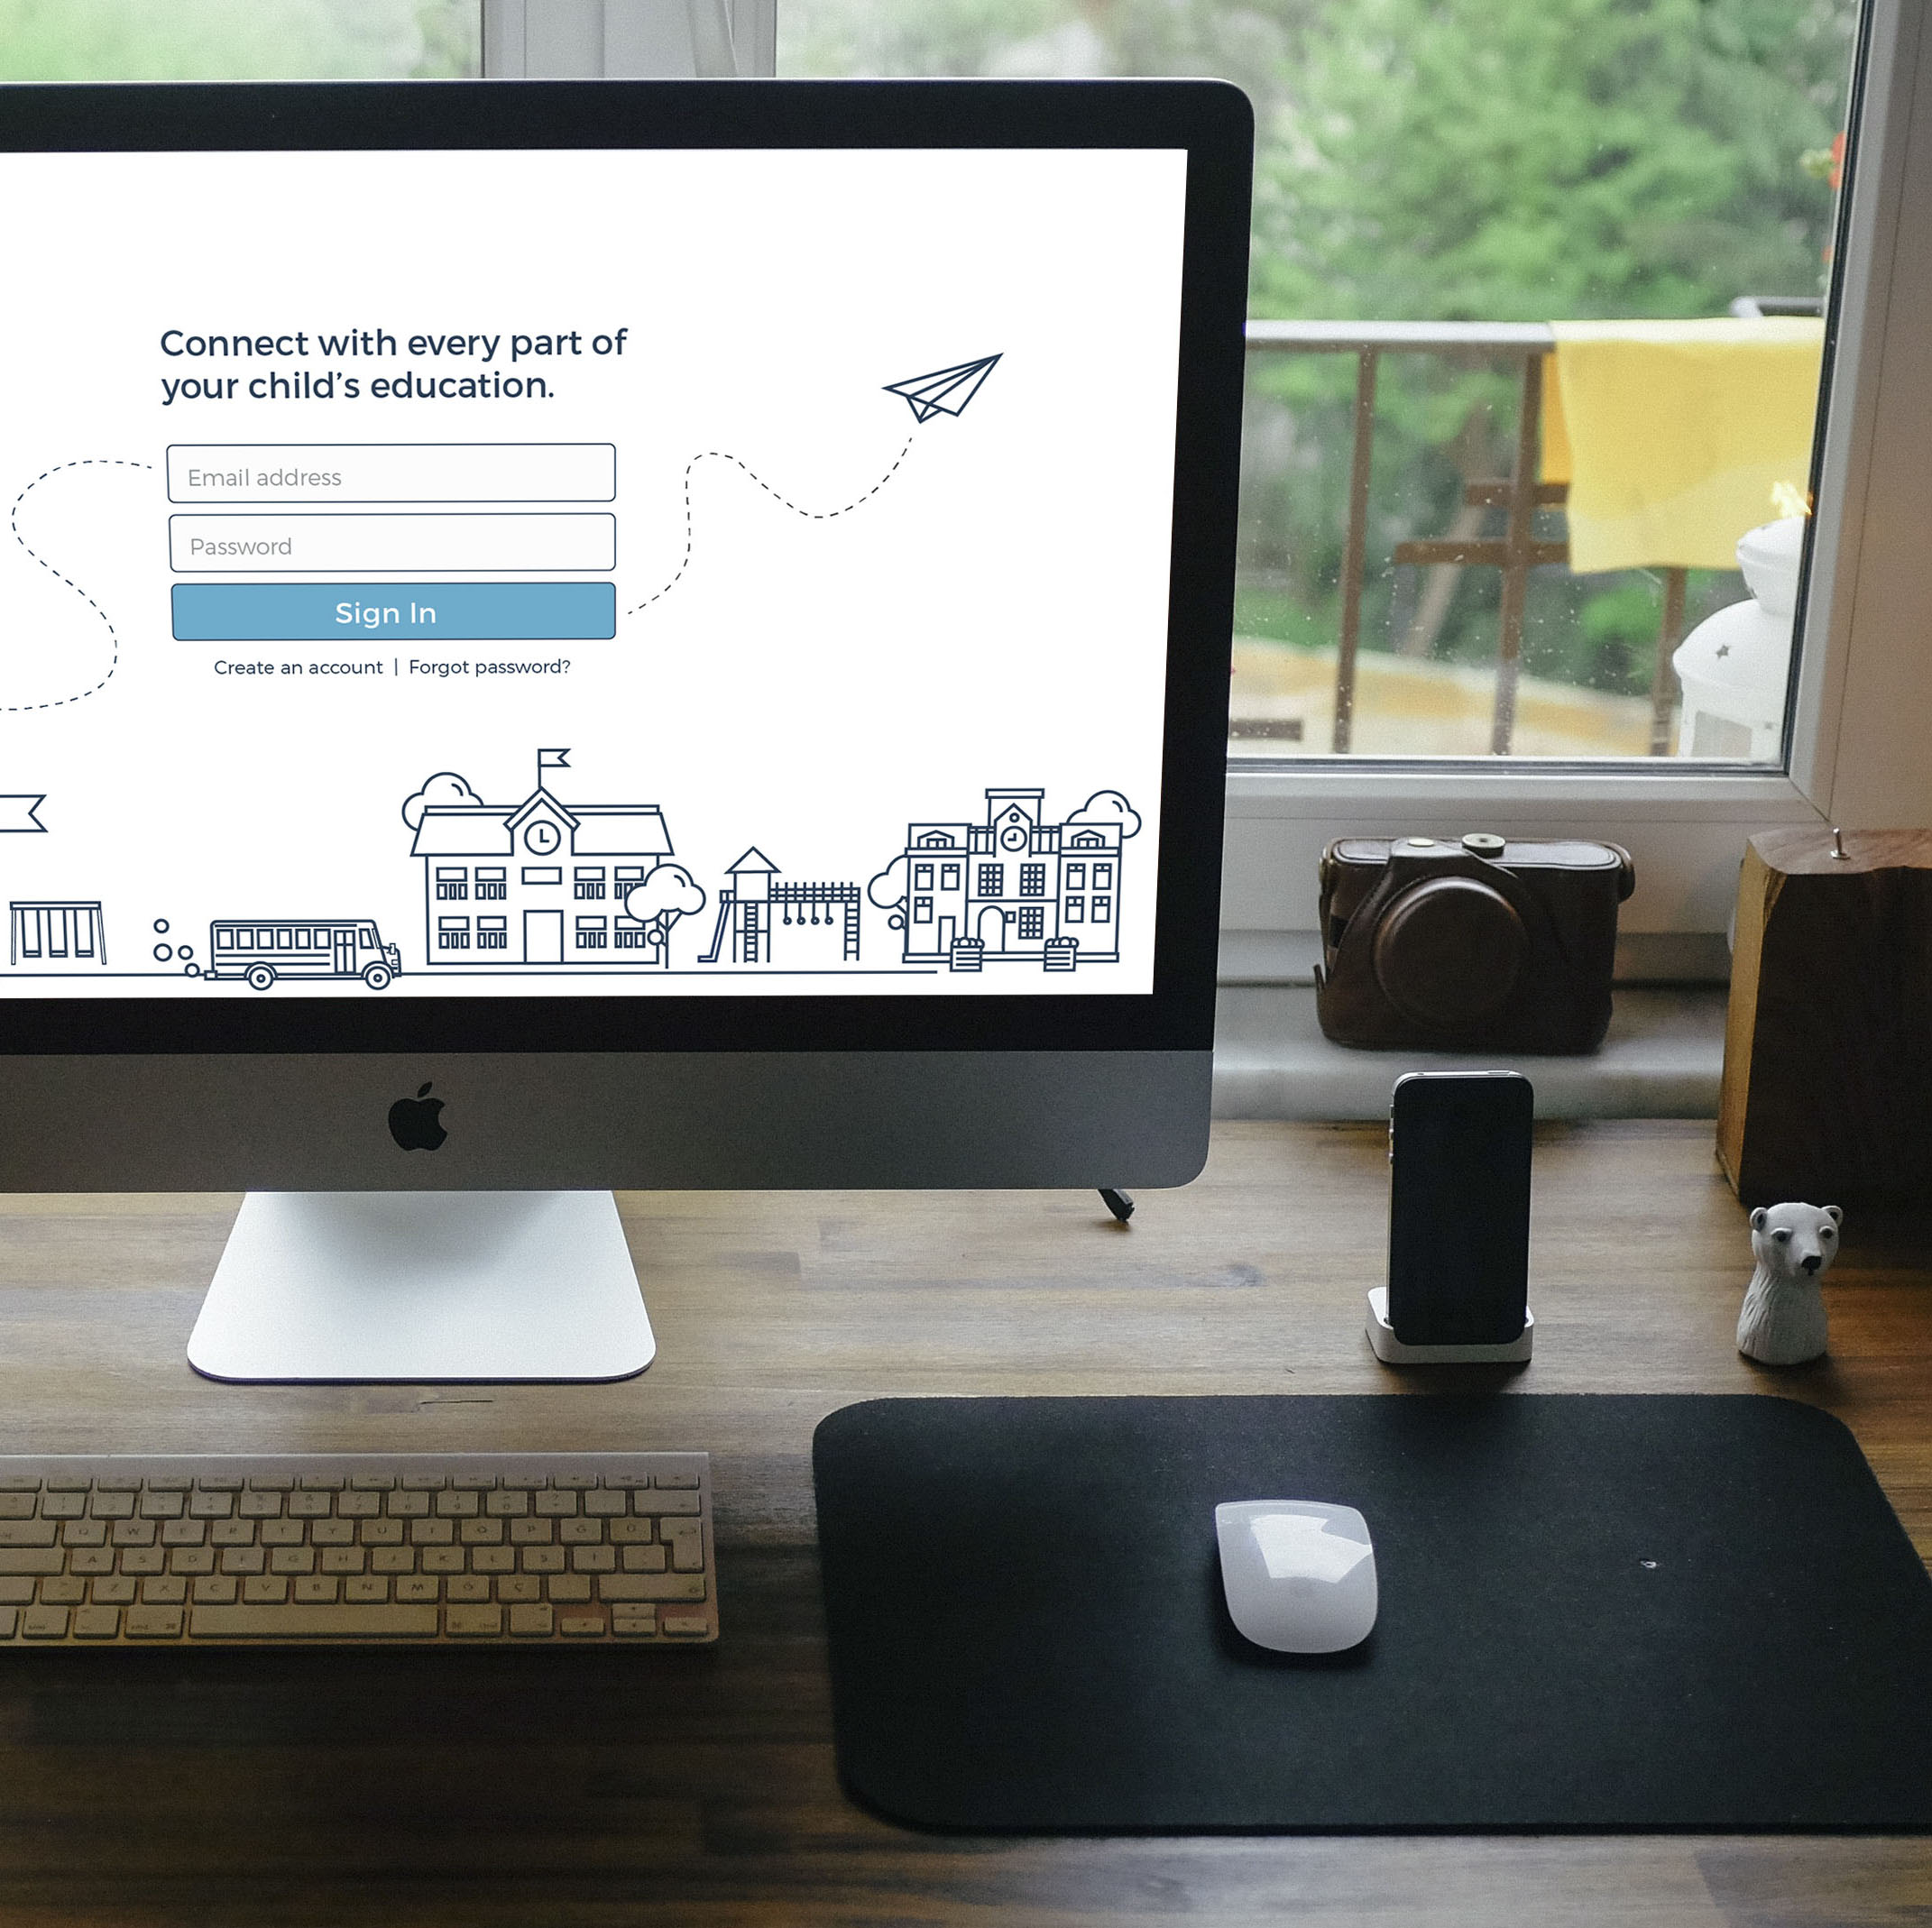 Connect with every part of
your child’s education.
Email address
Password
Sign In
Create an account | Forgot password?
Q W E R T Y U I O P Ğ Ü
A S D F G H J K L Ş İ
Z X C V B N M Ö Ç